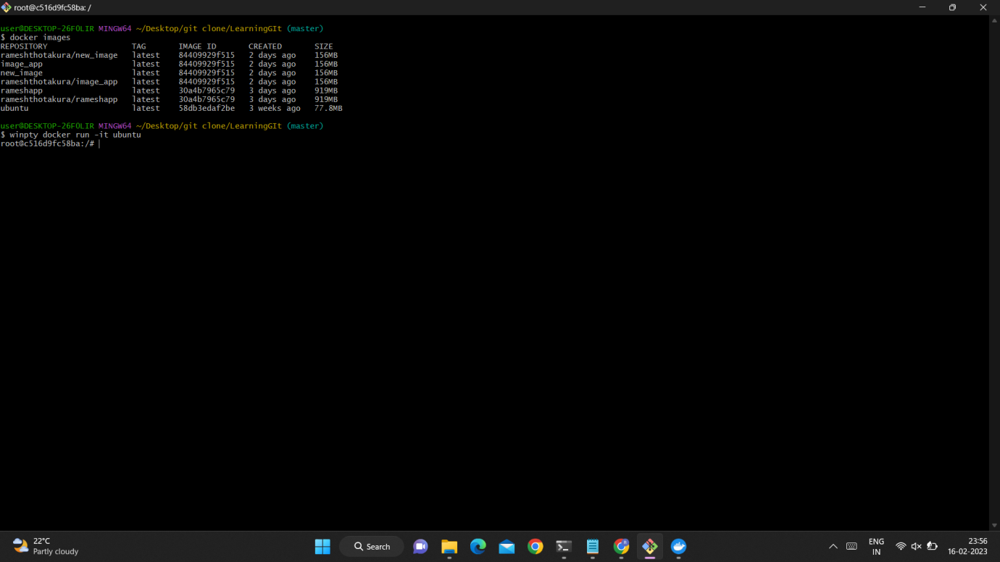 root@c516d9fc58ba: /
user@DESKTOP-26FOLIR MINGW64 ~/Desktop/git clone/LearningGIt (master)
$ docker images
REPOSITORY TAG IMAGE ID CREATED SIZE
rameshthotakura/new_image latest 84409929f515 2 days ago 156MB
image_app latest 84409929f515 2 days ago 156MB
new_image latest 84409929f515 2 days ago 156MB
rameshthotakura/image_app latest 84409929f515 2 days ago 156MB
rameshapp latest 30a4b7965c79 3 days ago 919MB
rameshthotakura/rameshapp latest 30a4b7965c79 3 days ago 919MB
ubuntu latest 58db3edaf2be 3 weeks ago 77.8MB
user@DESKTOP-26FOLIR MINGW64 ~/Desktop/git clone/LearningGIt (master)
$ winpty docker run -it ubuntu
root@c516d9fc58ba:/#
22°C
Partly cloudy
Search
ENG
IN
23:56
16-02-2023